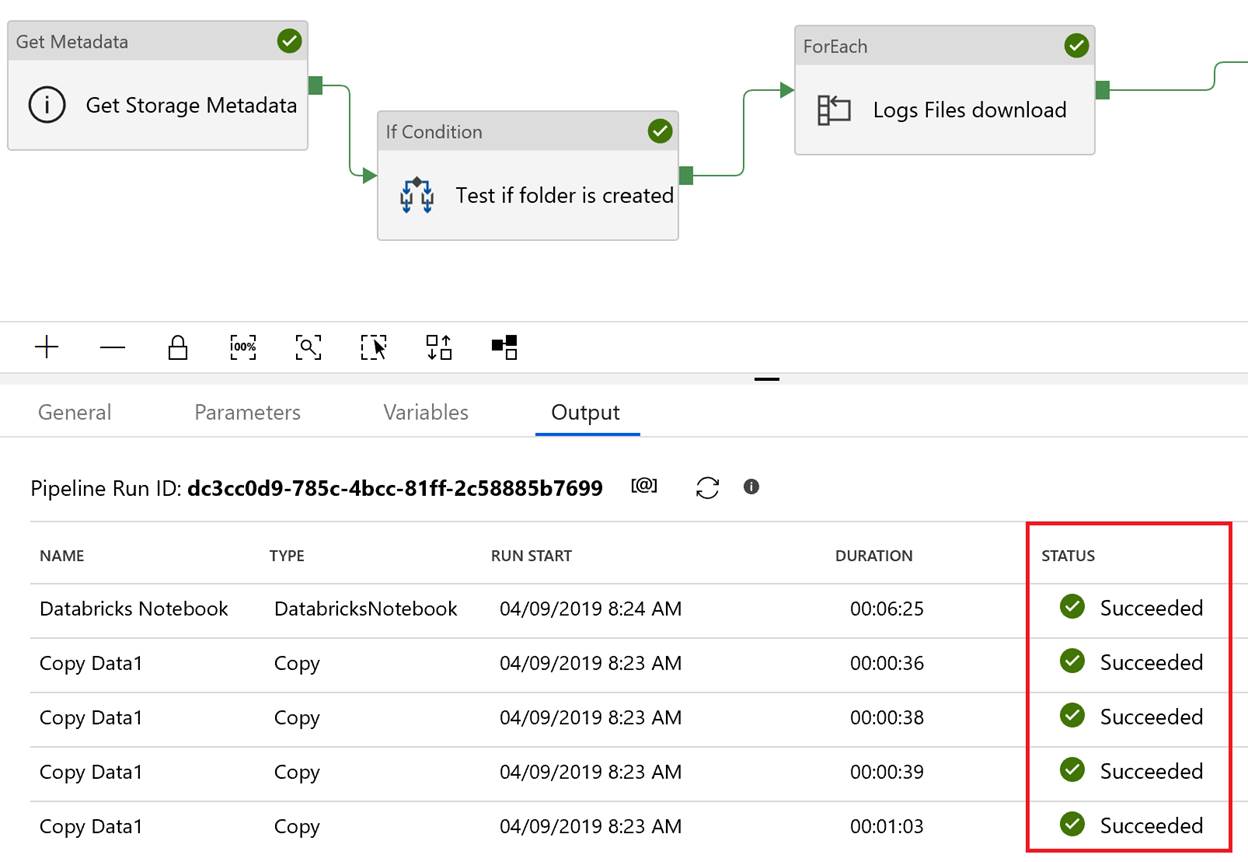 Get Metadata
Get Storage Metadata
If Condition
Test if folder is created
ForEach
Logs Files download
100%
General Parameters Variables Output
Pipeline Run ID: dc3cc0d9-785c-4bcc-81ff-2c58885b7699 [@]
NAME TYPE RUN START DURATION STATUS
Databricks Notebook DatabricksNotebook 04/09/2019 8:24 AM 00:06:25 Succeeded
Copy Data1 Copy 04/09/2019 8:23 AM 00:00:36 Succeeded
Copy Data1 Copy 04/09/2019 8:23 AM 00:00:38 Succeeded
Copy Data1 Copy 04/09/2019 8:23 AM 00:00:39 Succeeded
Copy Data1 Copy 04/09/2019 8:23 AM 00:01:03 Succeeded